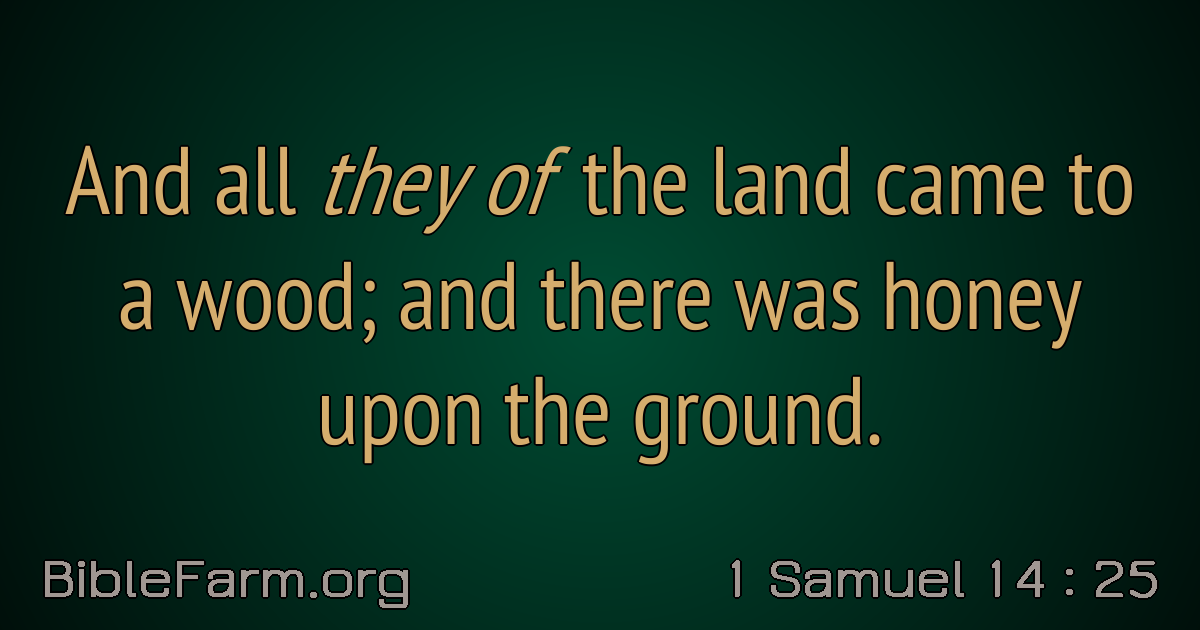 And all they of the land came to
a wood; and there was honey
upon the ground.
BibleFarm.org
1 Samuel 14 : 25